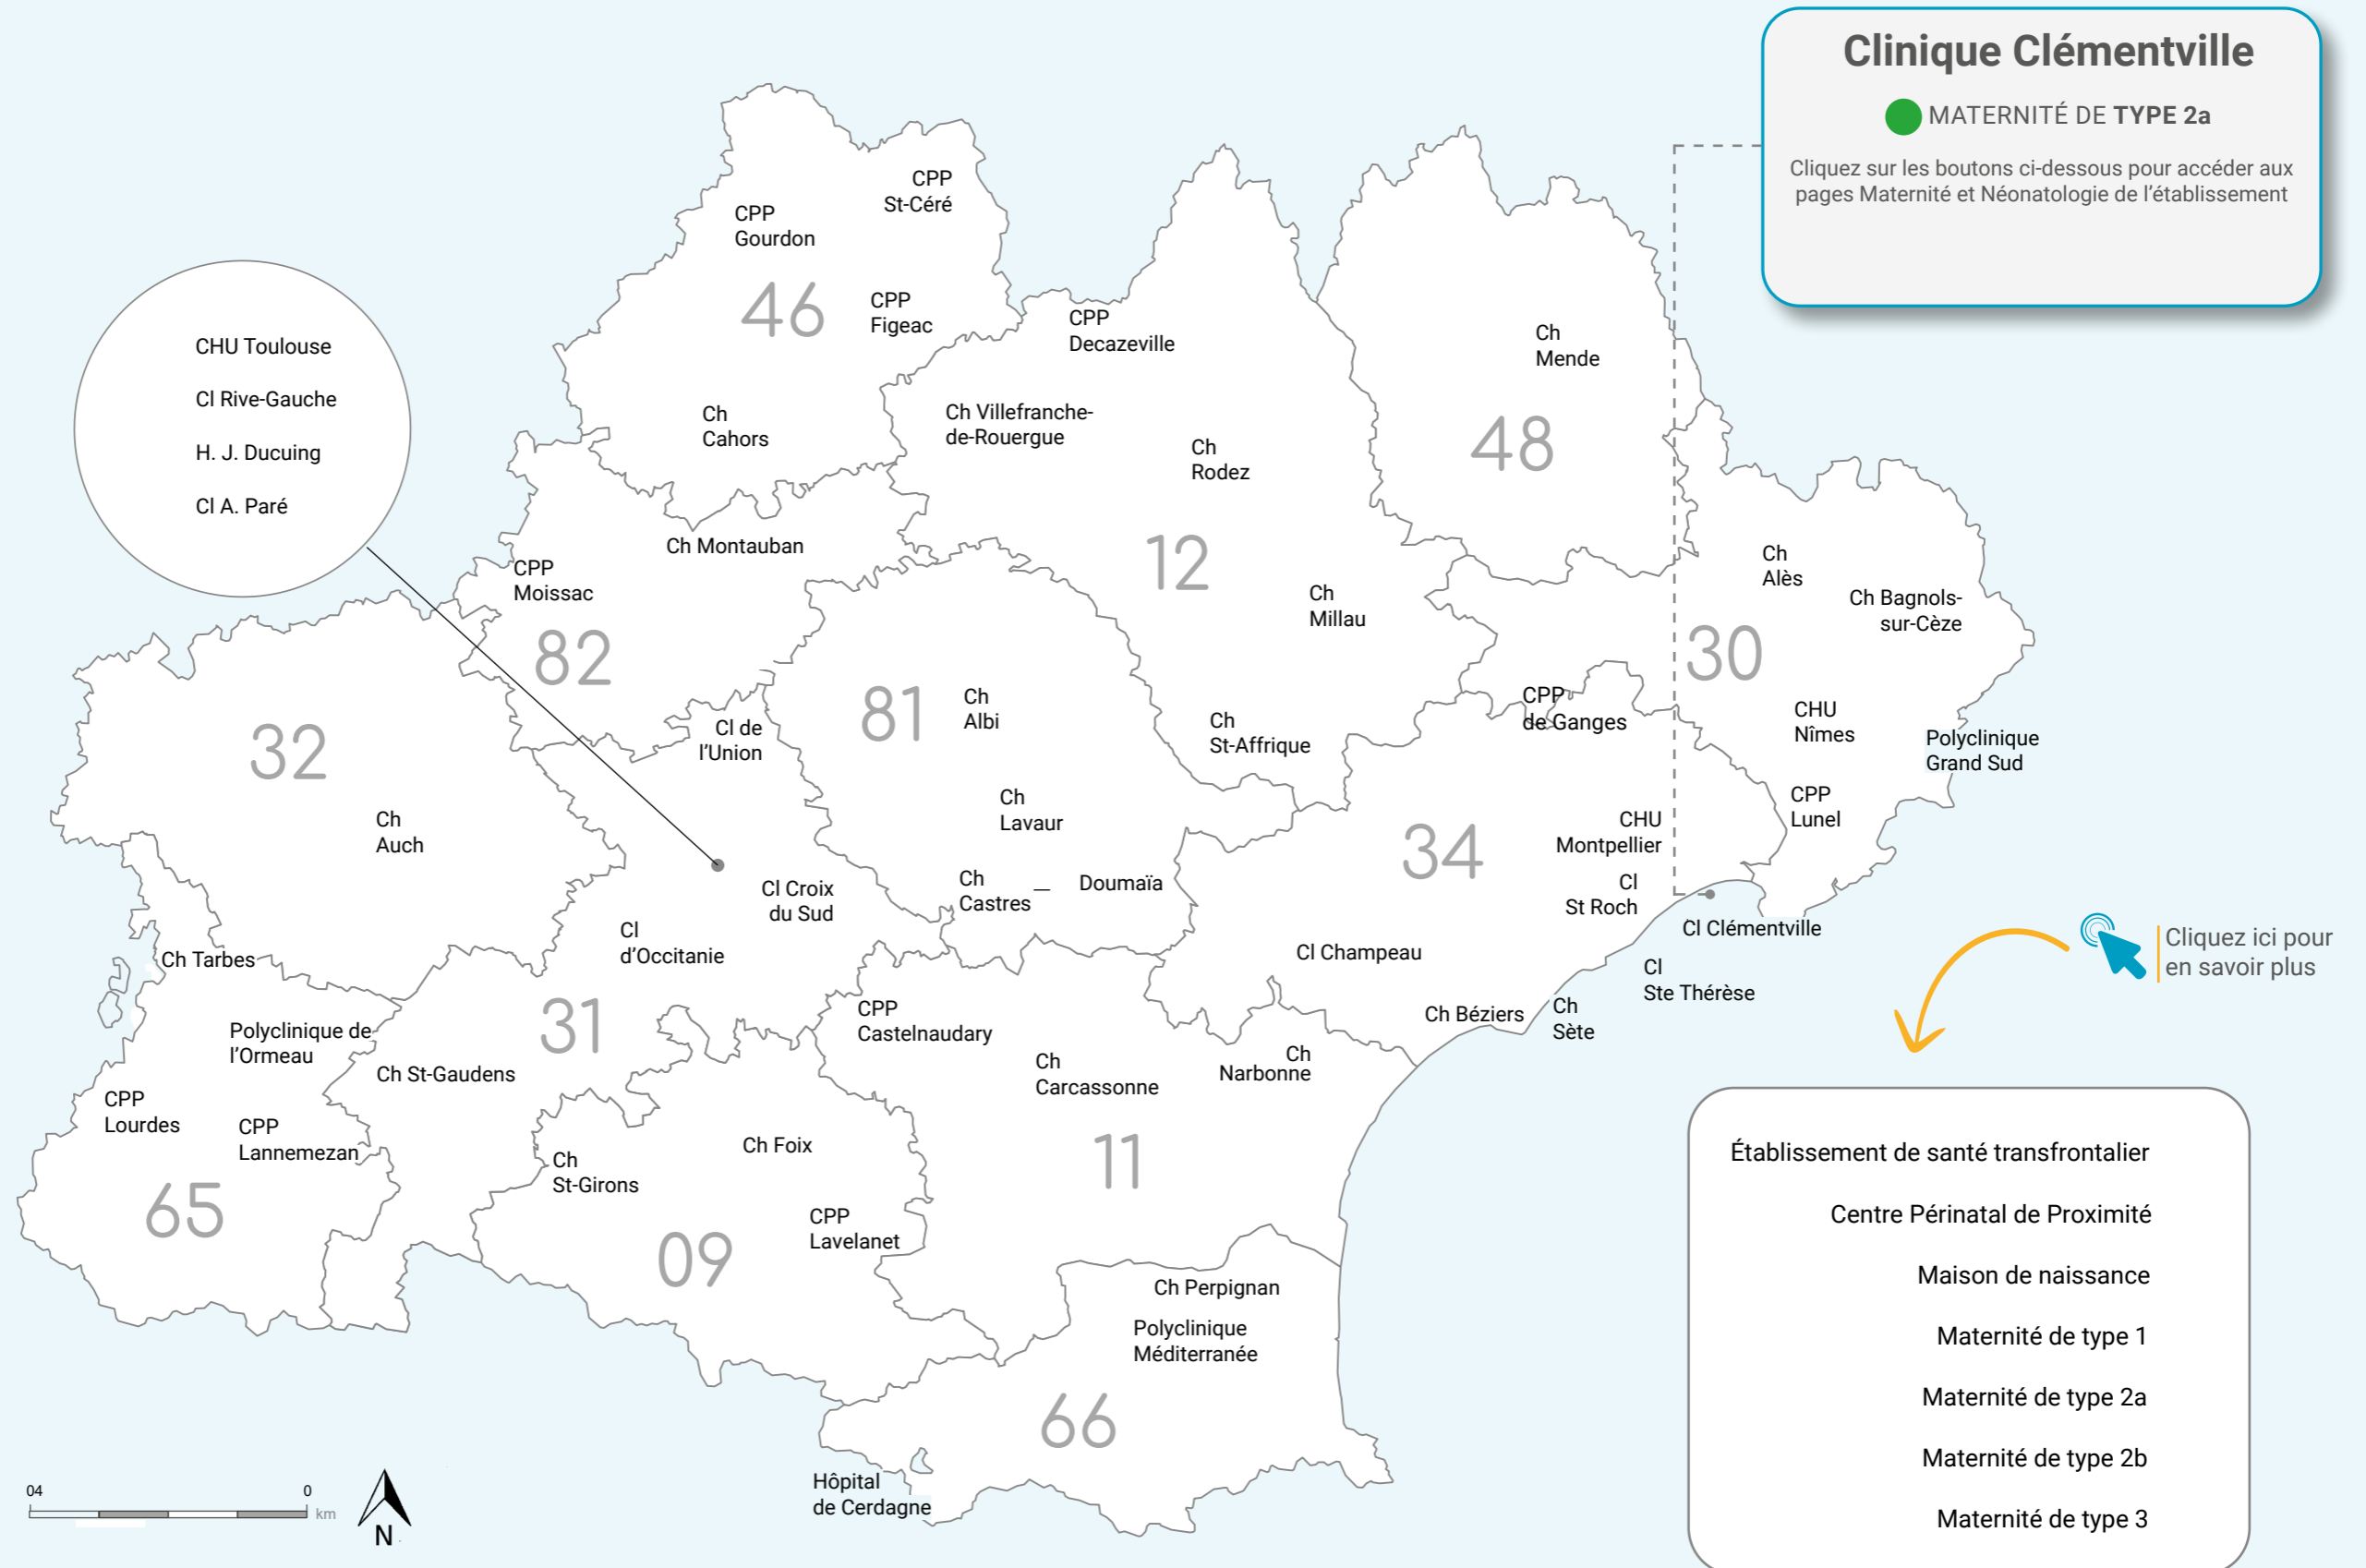 Clinique Clémentville
MATERNITÉ DE TYPE 2a
Cliquez sur les boutons ci-dessous pour accéder aux
pages Maternité et Néonatologie de l'établissement
CHU Toulouse
Cl Rive-Gauche
H. J. Ducuing
Cl A. Paré
CPP
St-Céré
CPP
Gourdon
46
CPP
Figeac
Ch
Cahors
CPP
Decazeville
Ch Villefranche-
de-Rouergue
Ch
Rodez
12
Ch
Millau
Ch
St-Affrique
Ch
Mende
48
Ch Montauban
CPP
Moissac
82
32
Ch
Auch
81
Ch
Albi
Ch
Lavaur
Ch
Castres
Doumaïa
Ch
Alès
Ch Bagnols-
sur-Cèze
30
CHU
Nîmes
Polyclinique
Grand Sud
CPP
Lunel
CPP
de Ganges
34
CHU
Montpellier
Cl
St Roch
Cl Clémentville
Cl Champeau
Cl
Ste Thérèse
Ch Béziers
Ch
Sète
Cl de
l'Union
Cl Croix
du Sud
Cl
d'Occitanie
31
Ch St-Gaudens
Ch Tarbes
Polyclinique de
l'Ormeau
CPP
Lourdes
CPP
Lannemezan
65
CPP
Castelnaudary
Ch
Carcassonne
Ch
Narbonne
11
Ch Foix
Ch
St-Girons
CPP
Lavelanet
09
Ch Perpignan
Polyclinique
Méditerranée
66
Hôpital
de Cerdagne
Cliquez ici pour
en savoir plus
Établissement de santé transfrontalier
Centre Périnatal de Proximité
Maison de naissance
Maternité de type 1
Maternité de type 2a
Maternité de type 2b
Maternité de type 3
04 0
km
N